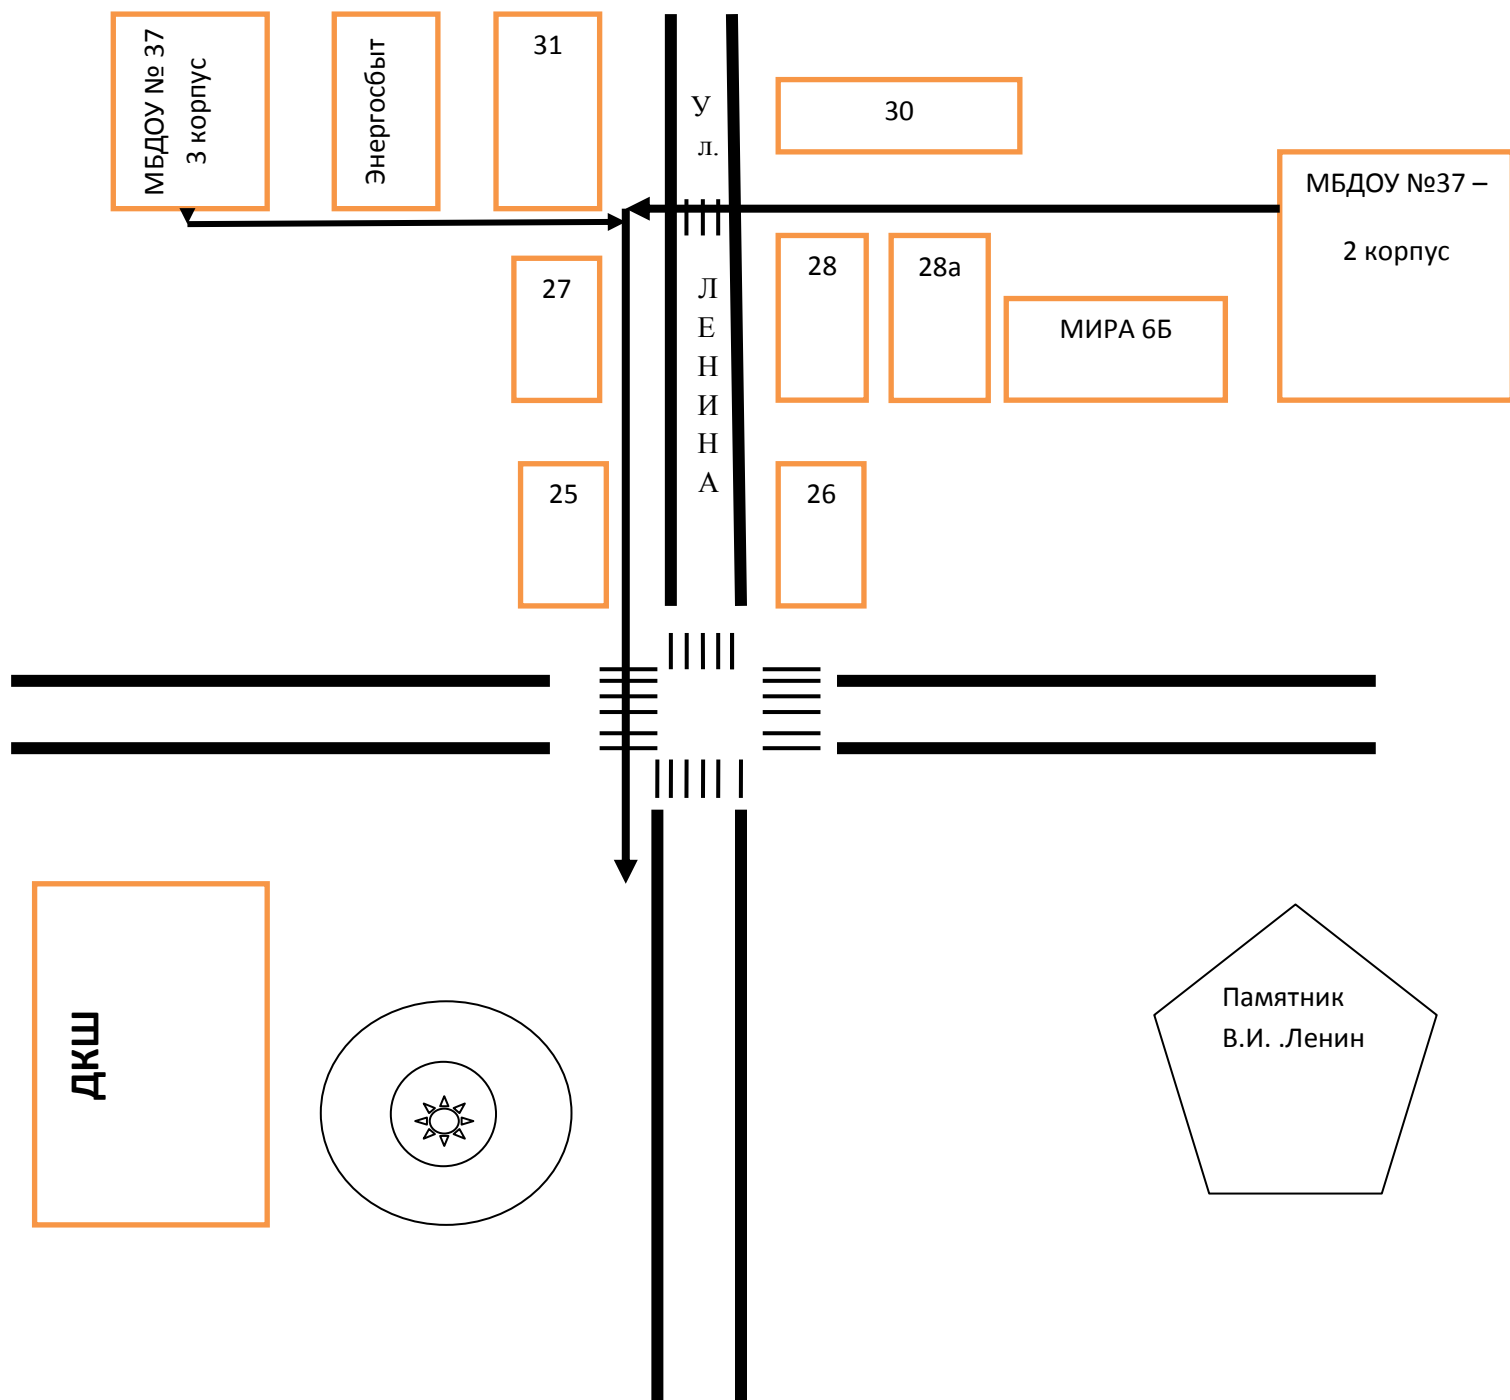 МБДОУ № 37
3 корпус
Энергосбыт
31
У
л.
Л
Е
Н
И
Н
А
30
МБДОУ №37 –
2 корпус
28
28а
МИРА 6Б
27
25
26
ДКШ
Памятник
В.И. .Ленин